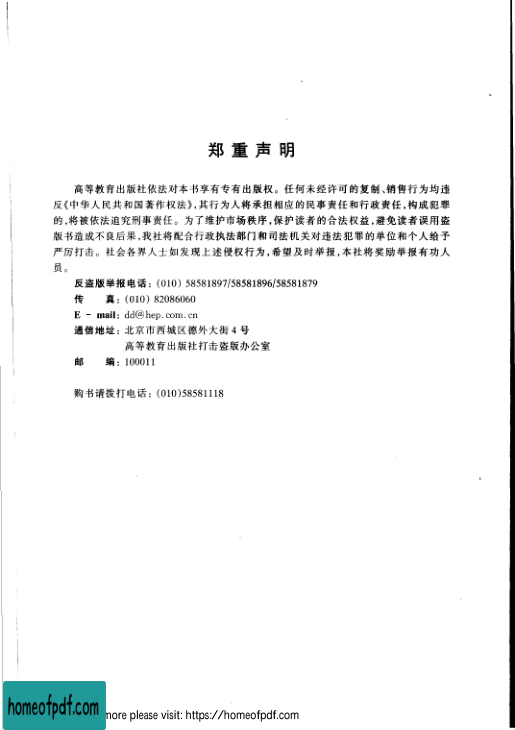 郑重声明
高等教育出版社依法对本书享有专有出版权。任何未经许可的复制、销售行为均违
反《中华人民共和国著作权法》,其行为人将承担相应的民事责任和行政责任,构成犯罪
的,将被依法追究刑事责任。为了维护市场秩序,保护读者的合法权益,避免读者误用盗
版书造成不良后果,我社将配合行政执法部门和司法机关对违法犯罪的单位和个人给予
严厉打击。社会各界人士如发现上述侵权行为,希望及时举报,本社将奖励举报有功人
员。
反盗版举报电话:(010) 58581897/58581896/58581879
传 真:(010) 82086060
E - mail: dd@hep.com.cn
通信地址:北京市西城区德外大街4号
高等教育出版社打击盗版办公室
邮 编:100011
购书请拨打电话:(010)58581118
homeofpdf.com
more please visit: https://homeofpdf.com